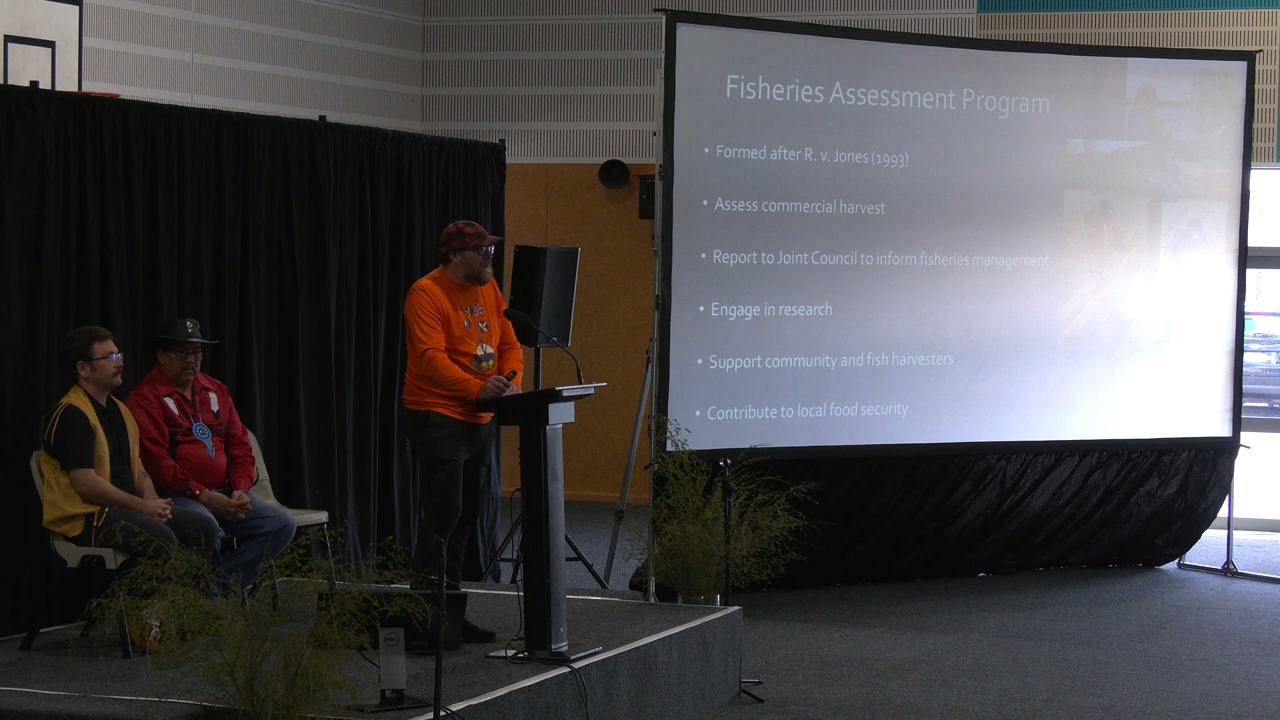 Fisheries Assessment Program
• Formed after R. v. Jones (1993)
• Assess commercial harvest
• Report to Joint Council to inform fisheries management
• Engage in research
• Support community and fish harvesters
• Contribute to local food security
DELL